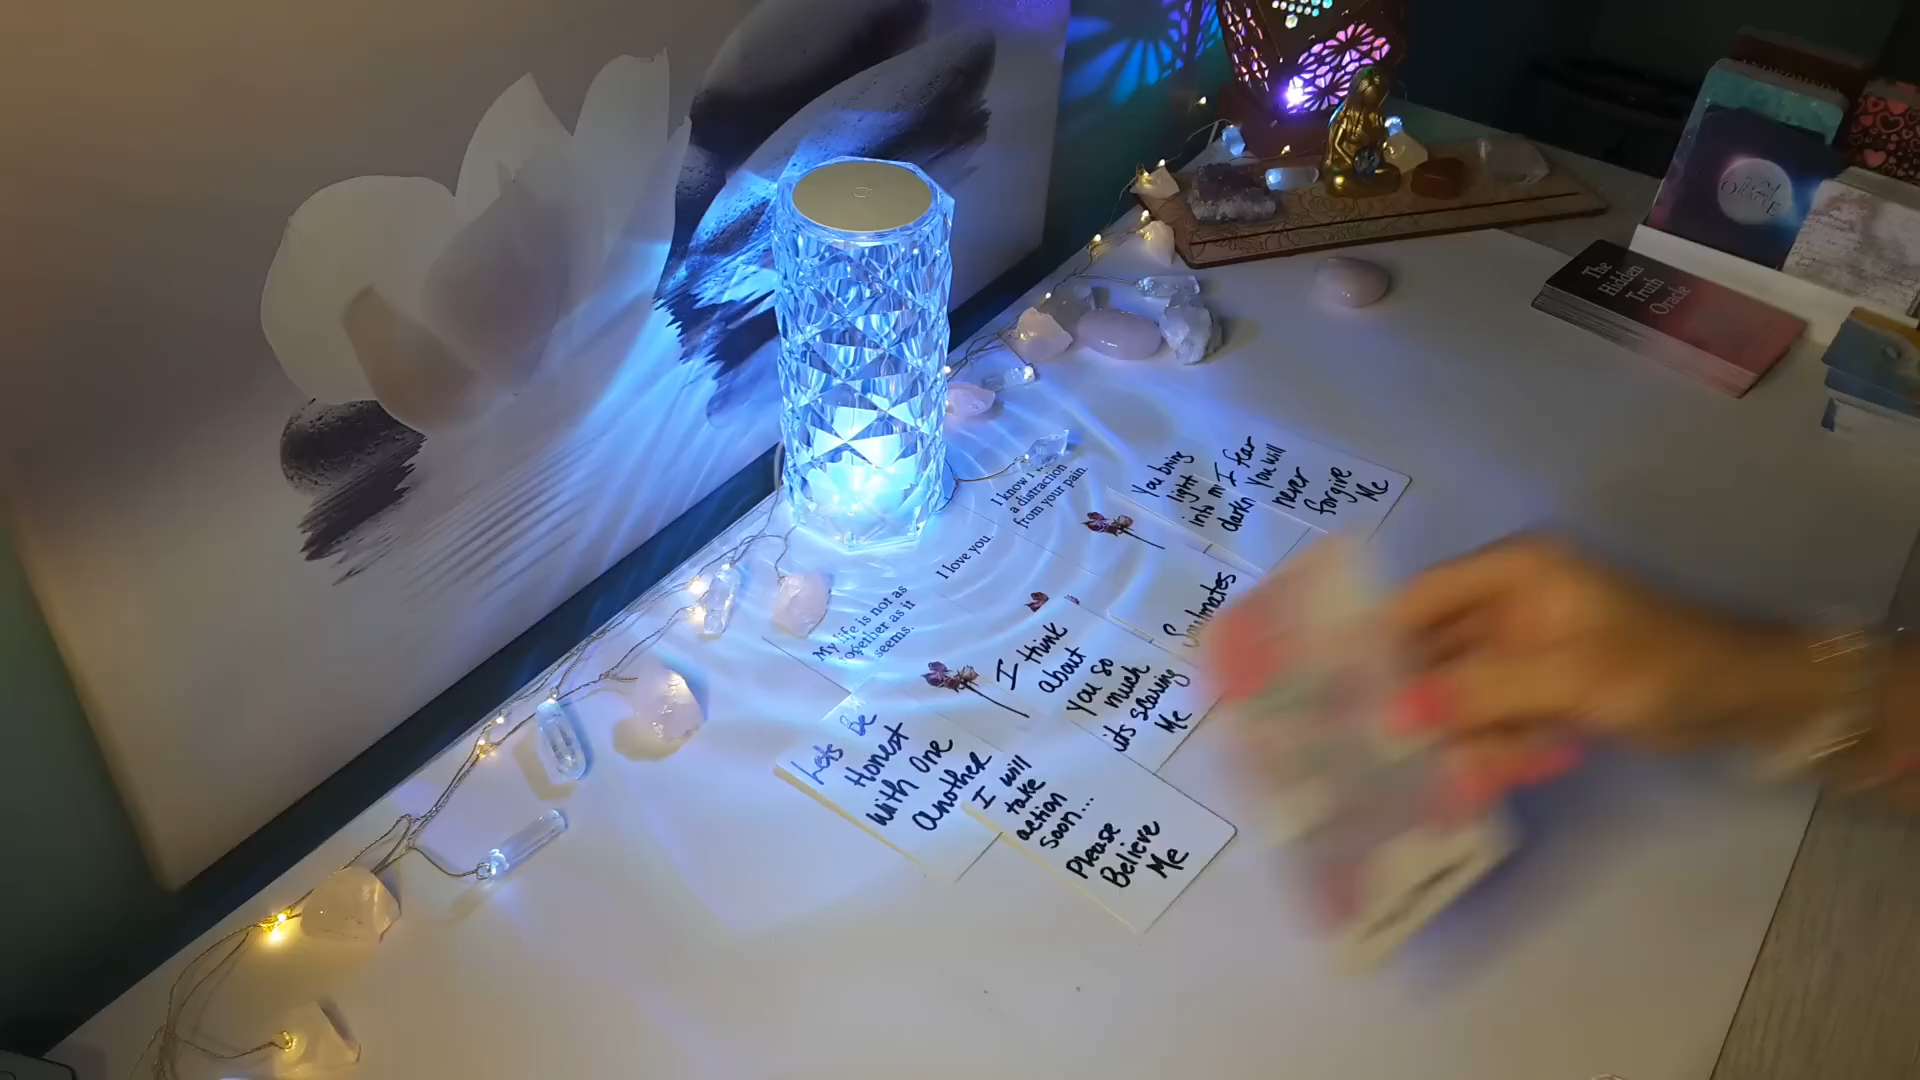 The
Hidden
Truth
Oracle
ORACLE
I know I
a distraction
from your pain.
You bring
light
into m
dark
I fear
You will
never
forgive
Me
I love you.
My life is not as
together as it
seems.
Soulmates
I think
about
you so
much
its scaring
Me
Lets Be
Honest
with one
another
I will
take
action
soon...
Please
Believe
Me